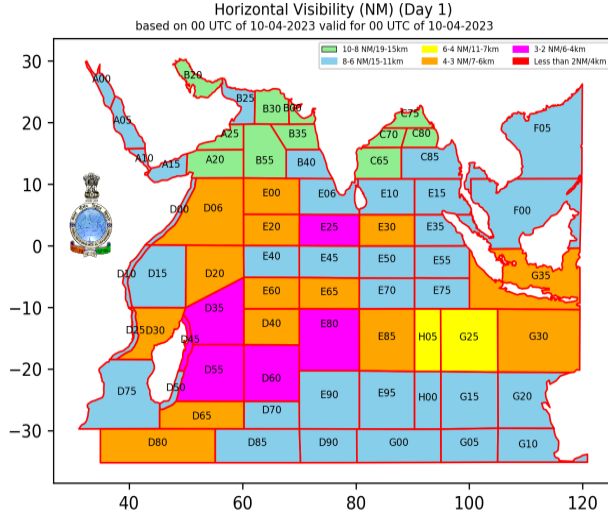 Horizontal Visibility (NM) (Day 1)
based on 00 UTC of 10-04-2023 valid for 00 UTC of 10-04-2023
10-8 NM/19-15km 6-4 NM/11-7km 3-2 NM/6-4km
8-6 NM/15-11km 4-3 NM/7-6km Less than 2NM/4km
30
20
10
0
−10
−20
−30
B20
A00
B25
B30 B00
C75
A05
F05
A25 B35 C70 C80
A10 A15 A20 B55 B40 C65 C85
D00 D06 E00 E06 E10 E15 F00
E20 E25 E30 E35
D10 D15 D20 E40 E45 E50 E55 G35
E60 E65 E70 E75
D35
D25 D30 D45 D40 E80 E85 H05 G25 G30
D50 D55 D60
D75 D65 D70 E90 E95 H00 G15 G20
D80 D85 D90 G00 G05 G10
40 60 80 100 120